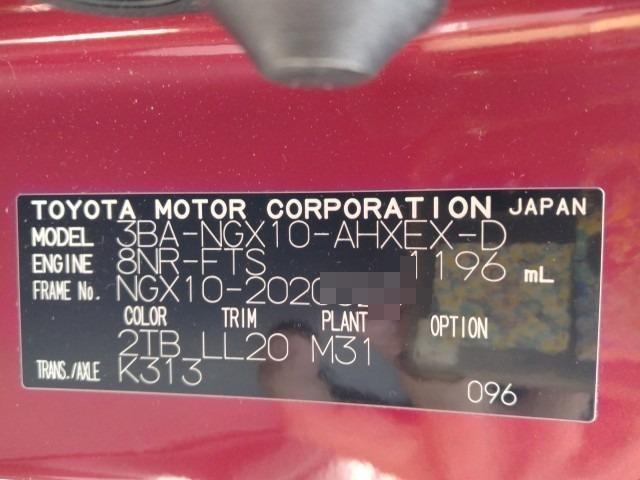 TOYOTA MOTOR CORPORATION JAPAN
MODEL 3BA-NGX10-AHXEX-D
ENGINE 8NR-FTS 1196 mL
FRAME No. NGX10-2020
COLOR TRIM PLANT OPTION
2TB LL20 M31
TRANS./AXLE K313
096